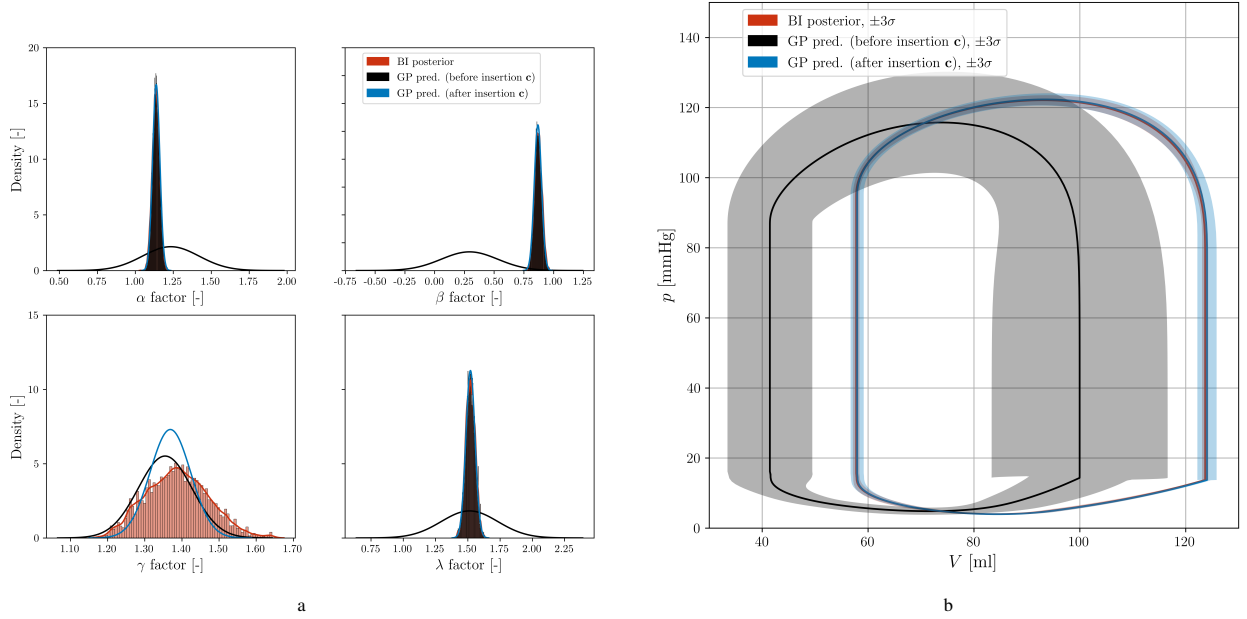 20
15
10
5
0
Density [-]
0.50 0.75 1.00 1.25 1.50 1.75 2.00
α factor [-]
BI posterior
GP pred. (before insertion c)
GP pred. (after insertion c)
-0.75 -0.50 -0.25 0.00 0.25 0.50 0.75 1.00 1.25
β factor [-]
15
10
5
0
Density [-]
1.10 1.20 1.30 1.40 1.50 1.60 1.70
γ factor [-]
0.75 1.00 1.25 1.50 1.75 2.00 2.25
λ factor [-]
a
BI posterior, ±3σ
GP pred. (before insertion c), ±3σ
GP pred. (after insertion c), ±3σ
140
120
100
80
60
40
20
0
p [mmHg]
40 60 80 100 120
V [ml]
b